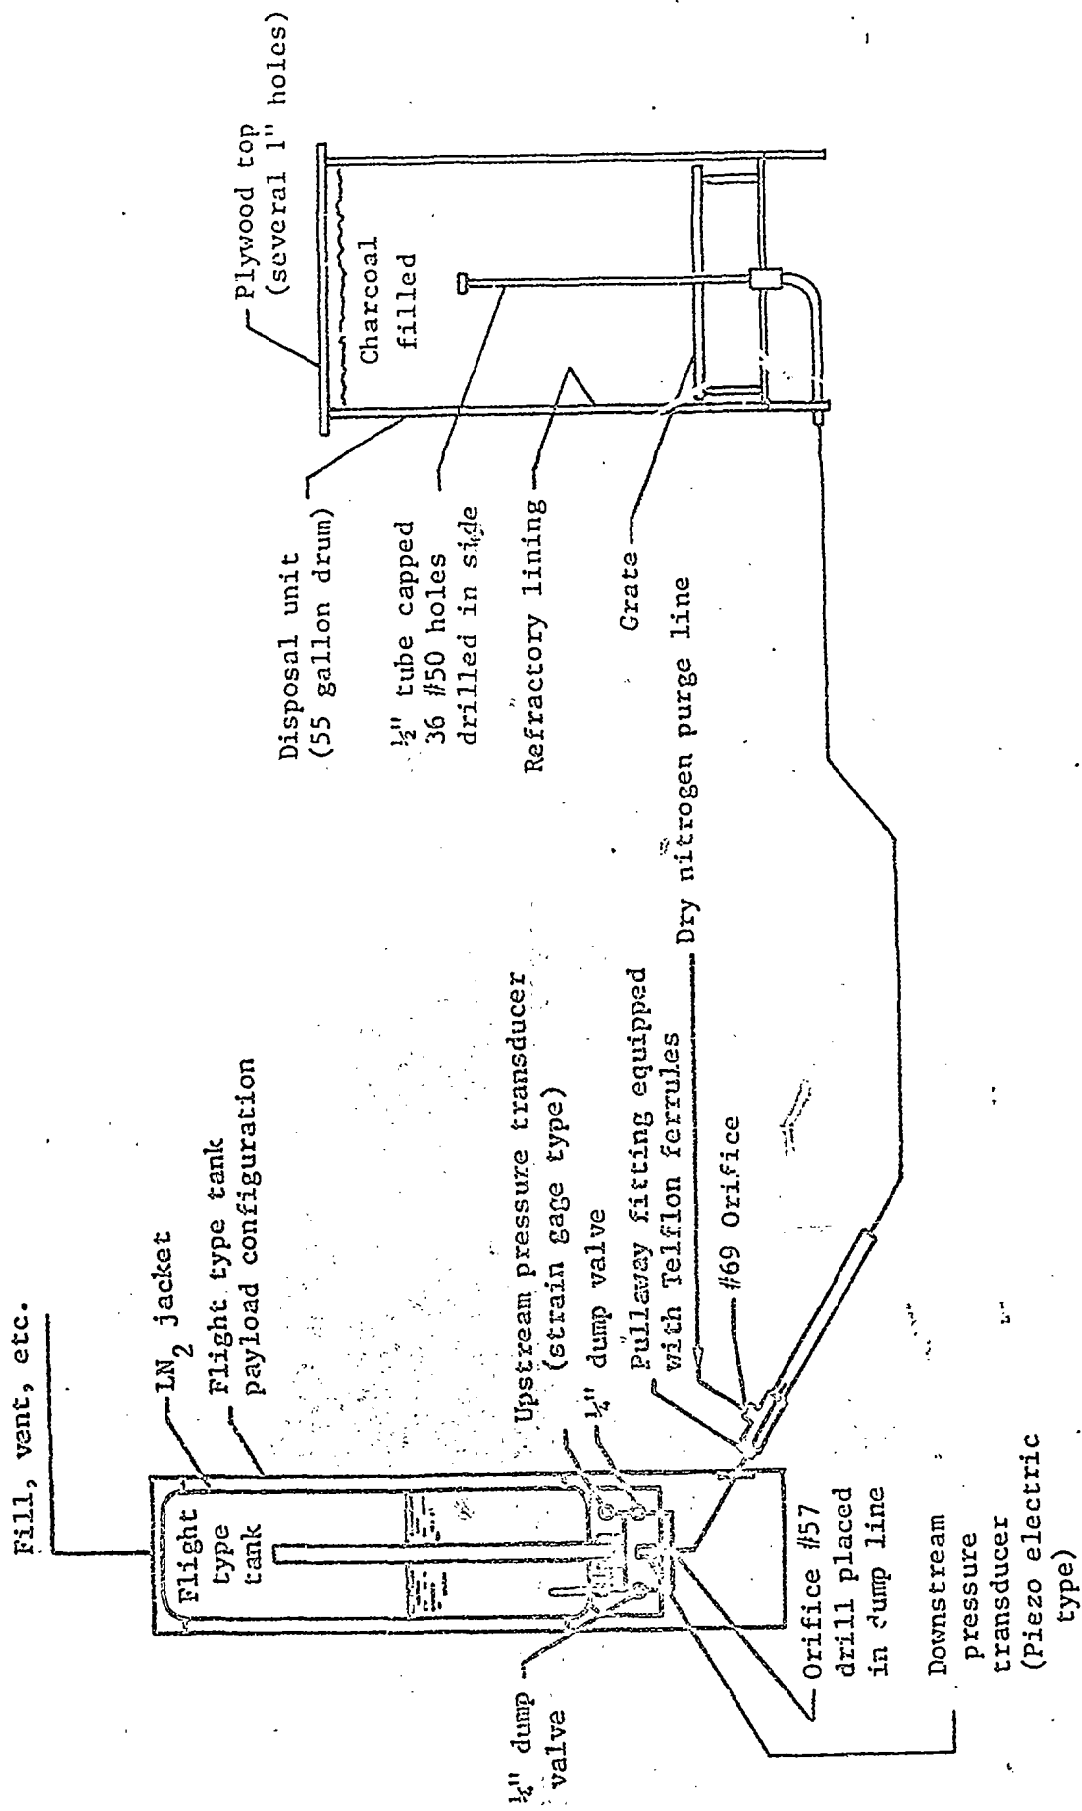 Fill, vent, etc.
LN2 jacket
Flight type tank
payload configuration
Flight
type
tank
Upstream pressure transducer
(strain gage type)
¼" dump valve
Pullaway fitting equipped
with Telflon ferrules
Dry nitrogen purge line
#69 Orifice
¼" dump
valve
Orifice #57
drill placed
in dump line
Downstream
pressure
transducer
(Piezo electric
type)
Plywood top
(several 1" holes)
Charcoal
filled
Disposal unit
(55 gallon drum)
½" tube capped
36 #50 holes
drilled in side
Refractory lining
Grate